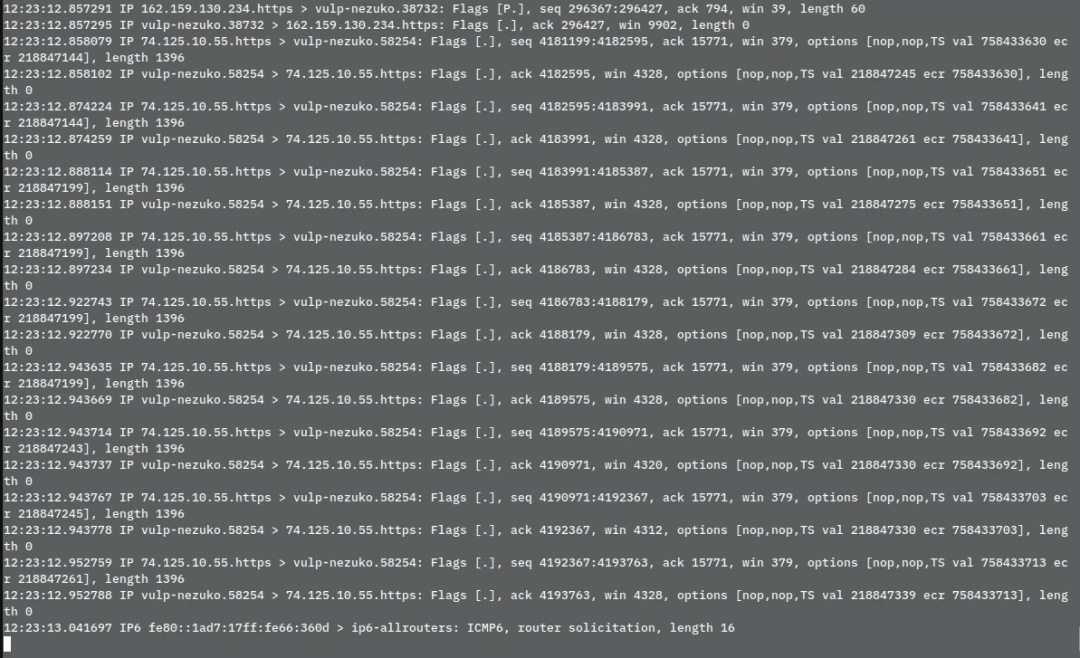 12:23:12.857291 IP 162.159.130.234.https > vulp-nezuko.38732: Flags [P.], seq 296367:296427, ack 794, win 39, length 60
12:23:12.857295 IP vulp-nezuko.38732 > 162.159.130.234.https: Flags [.], ack 296427, win 9902, length 0
12:23:12.858079 IP 74.125.10.55.https > vulp-nezuko.58254: Flags [.], seq 4181199:4182595, ack 15771, win 379, options [nop,nop,TS val 758433630 ec
r 218847144], length 1396
12:23:12.858102 IP vulp-nezuko.58254 > 74.125.10.55.https: Flags [.], ack 4182595, win 4328, options [nop,nop,TS val 218847245 ecr 758433630], leng
th 0
12:23:12.874224 IP 74.125.10.55.https > vulp-nezuko.58254: Flags [.], seq 4182595:4183991, ack 15771, win 379, options [nop,nop,TS val 758433641 ec
r 218847144], length 1396
12:23:12.874259 IP vulp-nezuko.58254 > 74.125.10.55.https: Flags [.], ack 4183991, win 4328, options [nop,nop,TS val 218847261 ecr 758433641], leng
th 0
12:23:12.888114 IP 74.125.10.55.https > vulp-nezuko.58254: Flags [.], seq 4183991:4185387, ack 15771, win 379, options [nop,nop,TS val 758433651 ec
r 218847199], length 1396
12:23:12.888151 IP vulp-nezuko.58254 > 74.125.10.55.https: Flags [.], ack 4185387, win 4328, options [nop,nop,TS val 218847275 ecr 758433651], leng
th 0
12:23:12.897208 IP 74.125.10.55.https > vulp-nezuko.58254: Flags [.], seq 4185387:4186783, ack 15771, win 379, options [nop,nop,TS val 758433661 ec
r 218847199], length 1396
12:23:12.897234 IP vulp-nezuko.58254 > 74.125.10.55.https: Flags [.], ack 4186783, win 4328, options [nop,nop,TS val 218847284 ecr 758433661], leng
th 0
12:23:12.922743 IP 74.125.10.55.https > vulp-nezuko.58254: Flags [.], seq 4186783:4188179, ack 15771, win 379, options [nop,nop,TS val 758433672 ec
r 218847199], length 1396
12:23:12.922770 IP vulp-nezuko.58254 > 74.125.10.55.https: Flags [.], ack 4188179, win 4328, options [nop,nop,TS val 218847309 ecr 758433672], leng
th 0
12:23:12.943635 IP 74.125.10.55.https > vulp-nezuko.58254: Flags [.], seq 4188179:4189575, ack 15771, win 379, options [nop,nop,TS val 758433682 ec
r 218847199], length 1396
12:23:12.943669 IP vulp-nezuko.58254 > 74.125.10.55.https: Flags [.], ack 4189575, win 4328, options [nop,nop,TS val 218847330 ecr 758433682], leng
th 0
12:23:12.943714 IP 74.125.10.55.https > vulp-nezuko.58254: Flags [.], seq 4189575:4190971, ack 15771, win 379, options [nop,nop,TS val 758433692 ec
r 218847243], length 1396
12:23:12.943737 IP vulp-nezuko.58254 > 74.125.10.55.https: Flags [.], ack 4190971, win 4320, options [nop,nop,TS val 218847330 ecr 758433692], leng
th 0
12:23:12.943767 IP 74.125.10.55.https > vulp-nezuko.58254: Flags [.], seq 4190971:4192367, ack 15771, win 379, options [nop,nop,TS val 758433703 ec
r 218847245], length 1396
12:23:12.943778 IP vulp-nezuko.58254 > 74.125.10.55.https: Flags [.], ack 4192367, win 4312, options [nop,nop,TS val 218847330 ecr 758433703], leng
th 0
12:23:12.952759 IP 74.125.10.55.https > vulp-nezuko.58254: Flags [.], seq 4192367:4193763, ack 15771, win 379, options [nop,nop,TS val 758433713 ec
r 218847261], length 1396
12:23:12.952788 IP vulp-nezuko.58254 > 74.125.10.55.https: Flags [.], ack 4193763, win 4328, options [nop,nop,TS val 218847339 ecr 758433713], leng
th 0
12:23:13.041697 IP6 fe80::1ad7:17ff:fe66:360d > ip6-allrouters: ICMP6, router solicitation, length 16